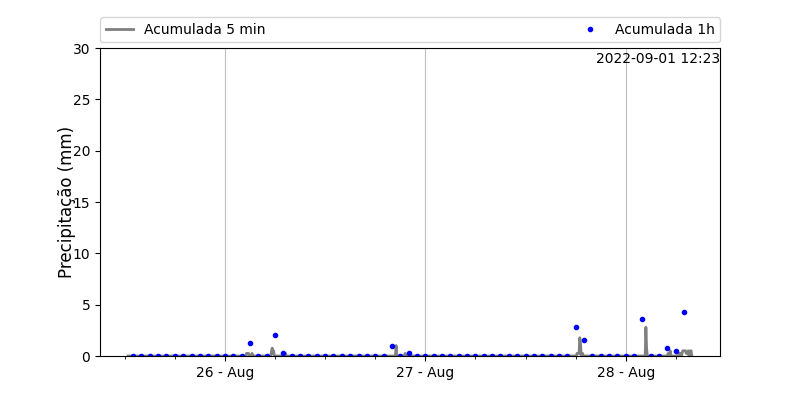 Acumulada 5 min
Acumulada 1h
2022-09-01 12:23
Precipitação (mm)
30
25
20
15
10
5
0
26 - Aug
27 - Aug
28 - Aug